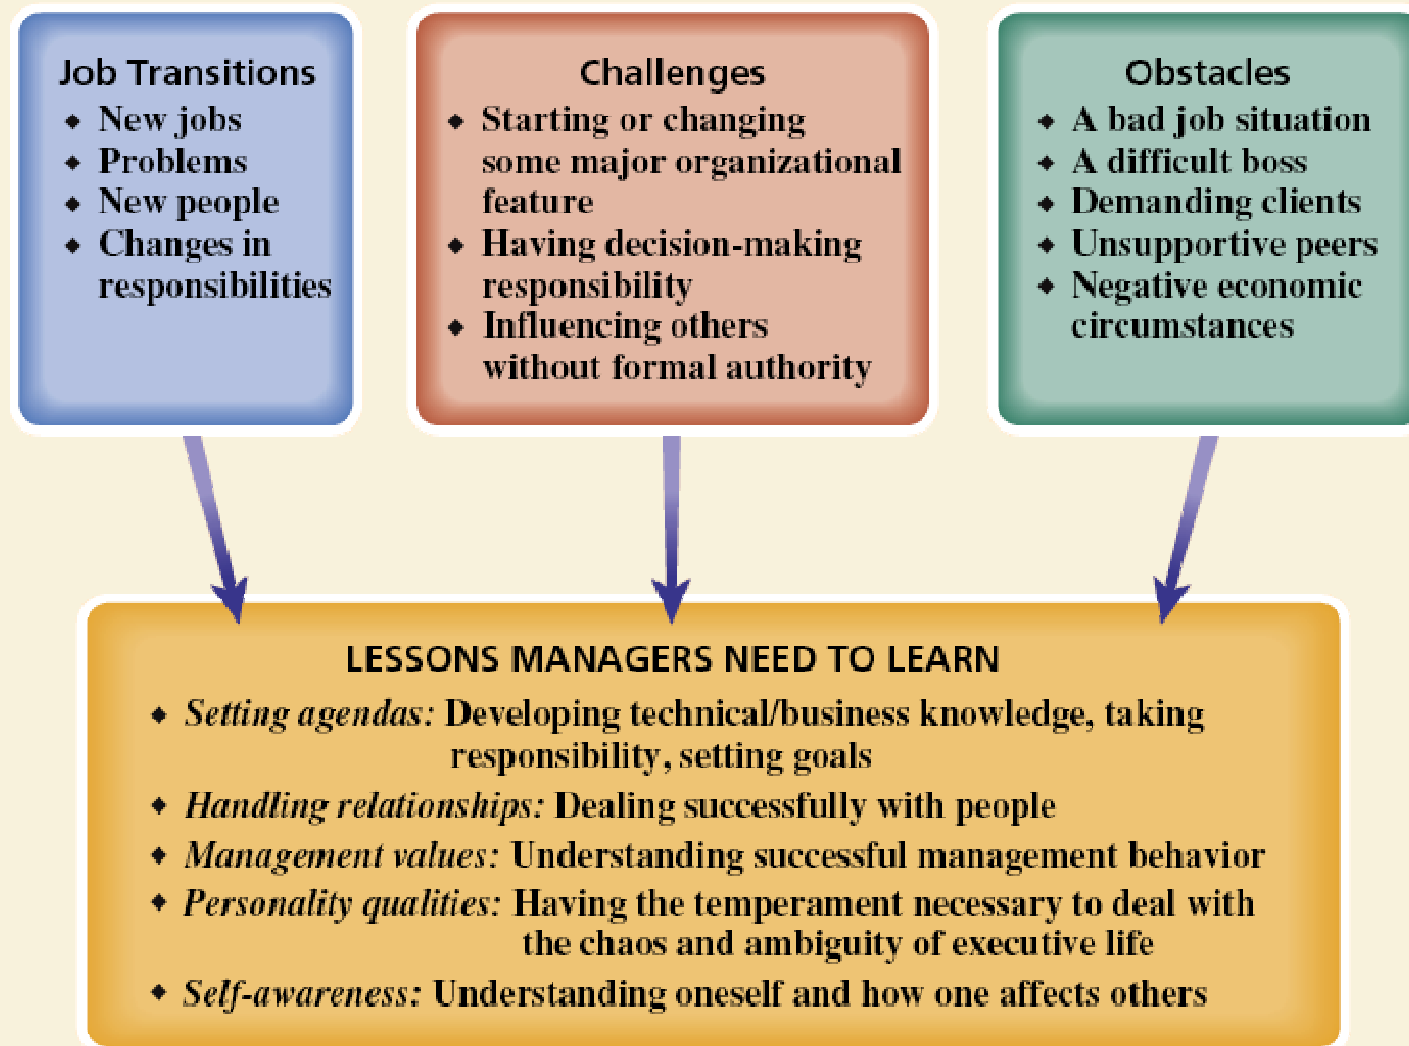 Job Transitions
◆ New jobs
◆ Problems
◆ New people
◆ Changes in
responsibilities
Challenges
◆ Starting or changing
some major organizational
feature
◆ Having decision-making
responsibility
◆ Influencing others
without formal authority
Obstacles
◆ A bad job situation
◆ A difficult boss
◆ Demanding clients
◆ Unsupportive peers
◆ Negative economic
circumstances
LESSONS MANAGERS NEED TO LEARN
◆ Setting agendas: Developing technical/business knowledge, taking
responsibility, setting goals
◆ Handling relationships: Dealing successfully with people
◆ Management values: Understanding successful management behavior
◆ Personality qualities: Having the temperament necessary to deal with
the chaos and ambiguity of executive life
◆ Self-awareness: Understanding oneself and how one affects others